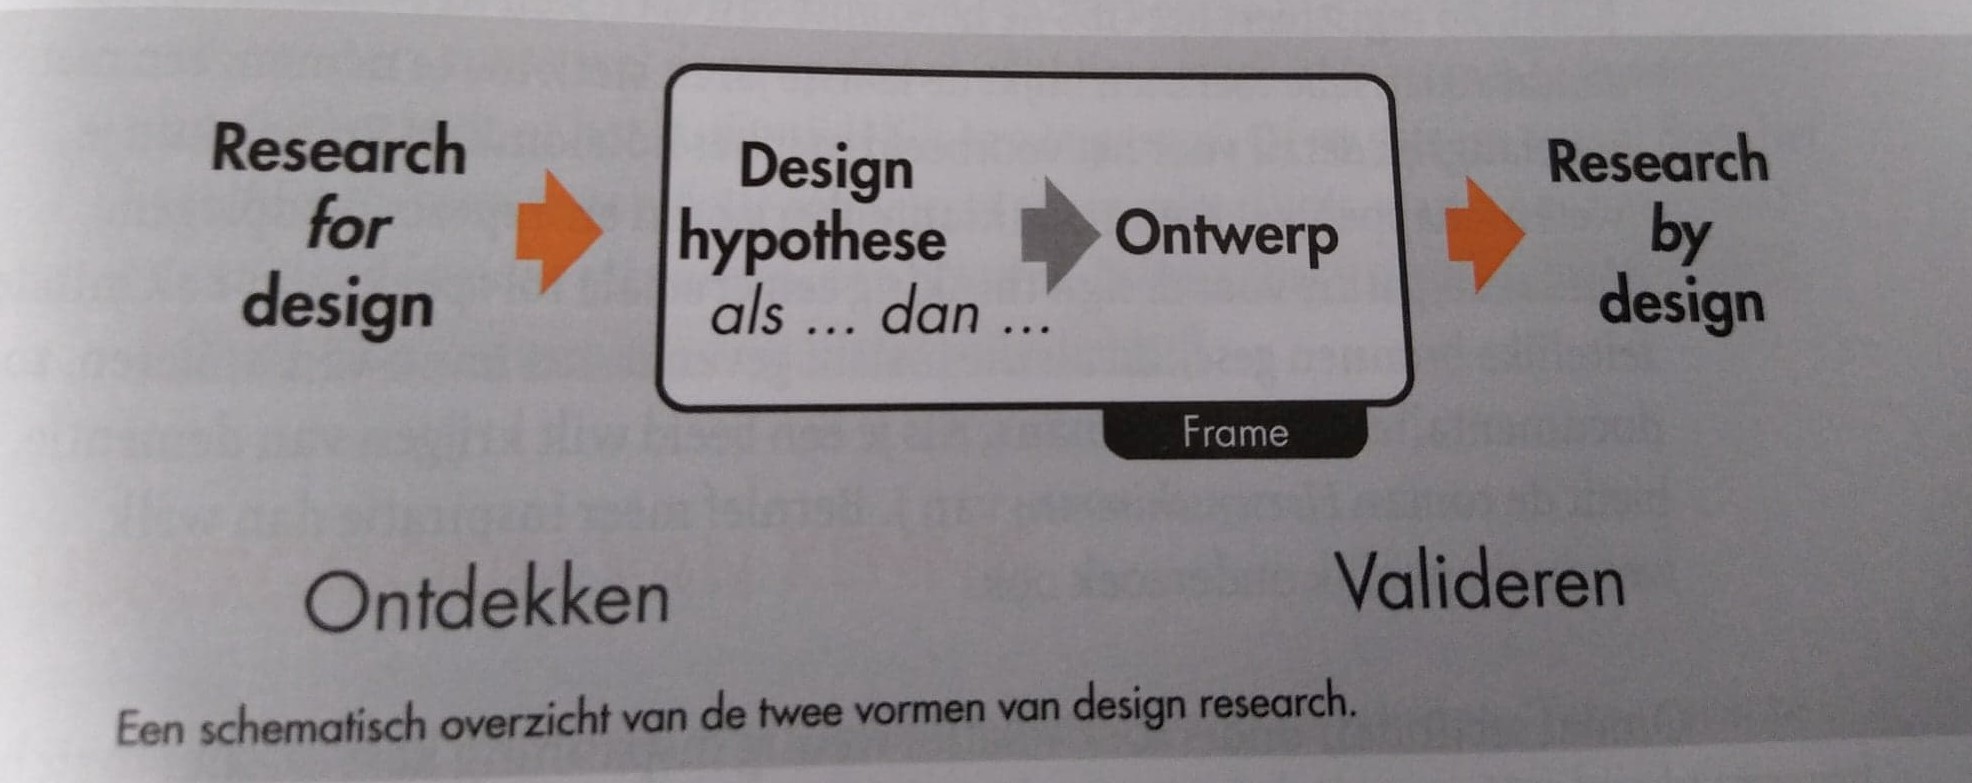 Research
for
design
Design
hypothese
als ... dan ...
Ontwerp
Research
by
design
Frame
Ontdekken
Valideren
Een schematisch overzicht van de twee vormen van design research.